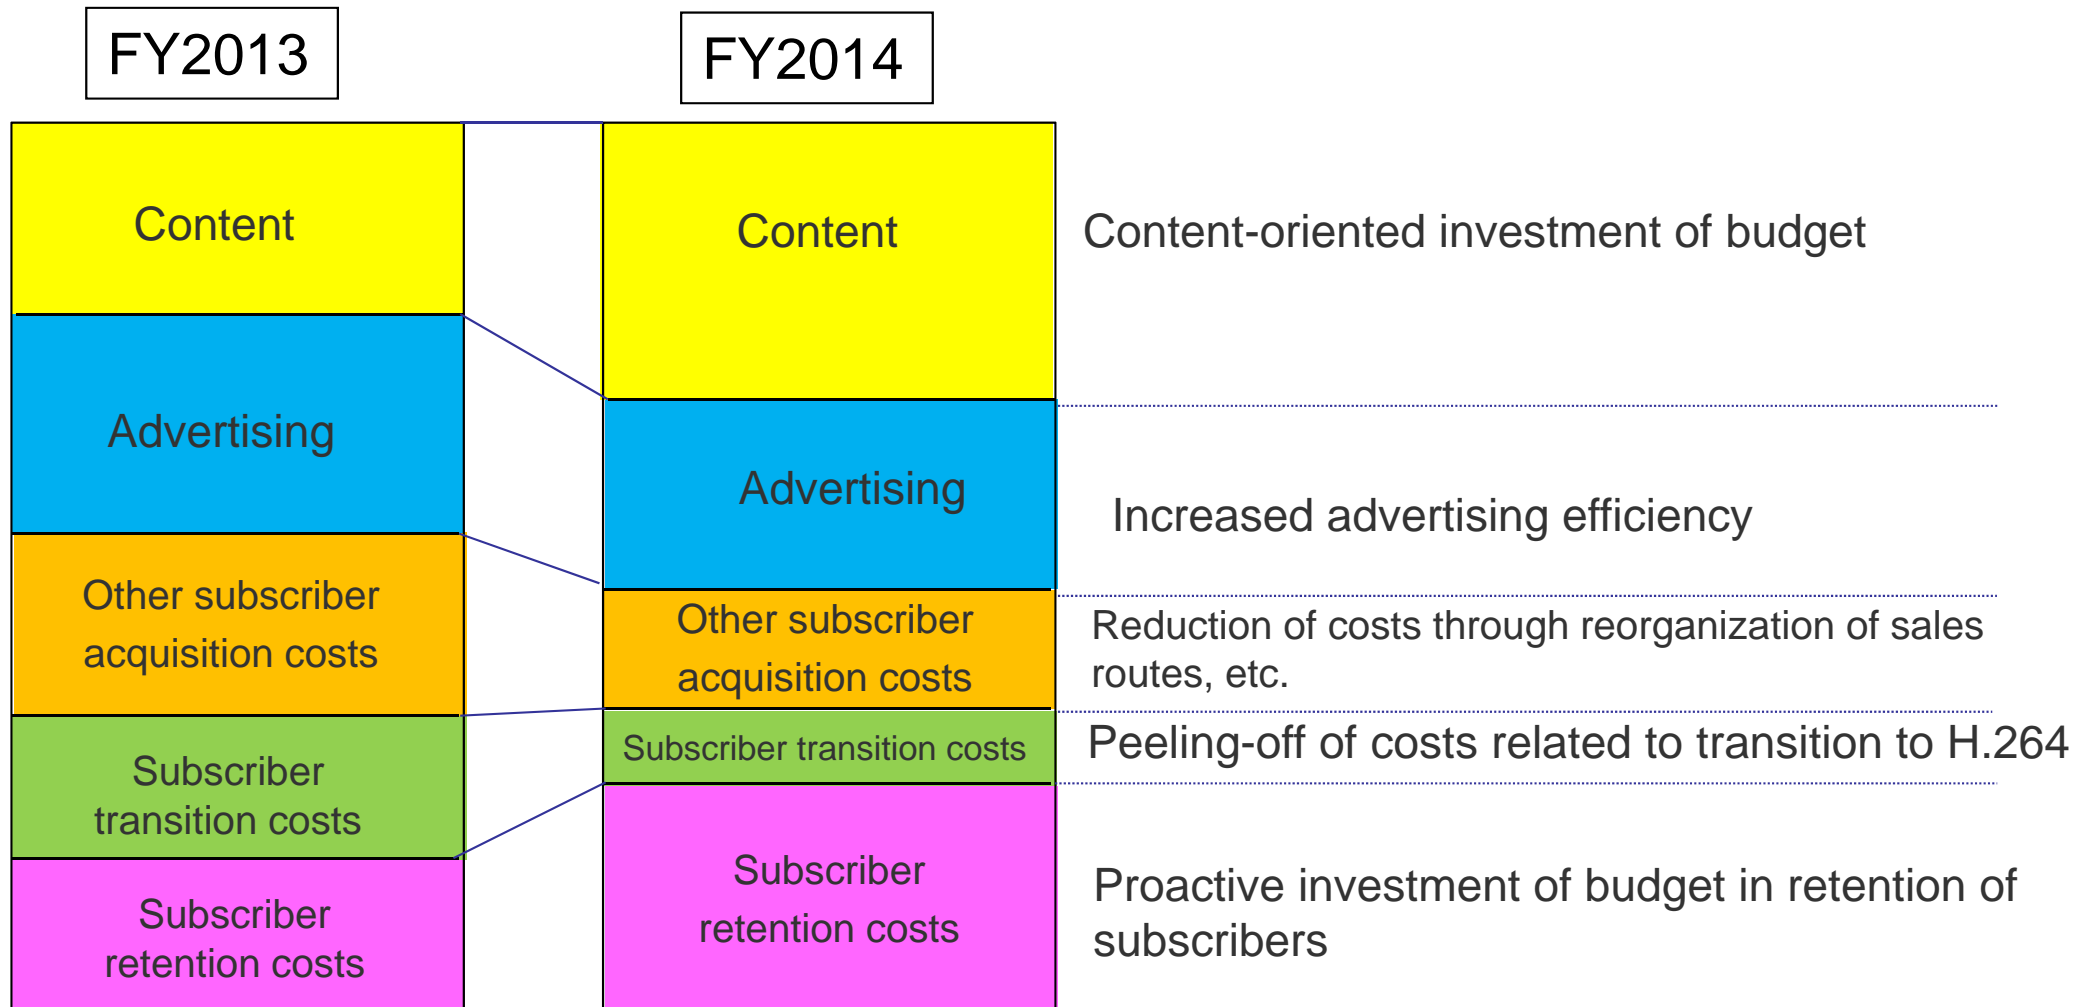 FY2013
FY2014
Content
Content
Content-oriented investment of budget
Advertising
Advertising
Increased advertising efficiency
Other subscriber
acquisition costs
Other subscriber
acquisition costs
Reduction of costs through reorganization of sales
routes, etc.
Subscriber
transition costs
Subscriber transition costs
Peeling-off of costs related to transition to H.264
Subscriber
retention costs
Subscriber
retention costs
Proactive investment of budget in retention of
subscribers